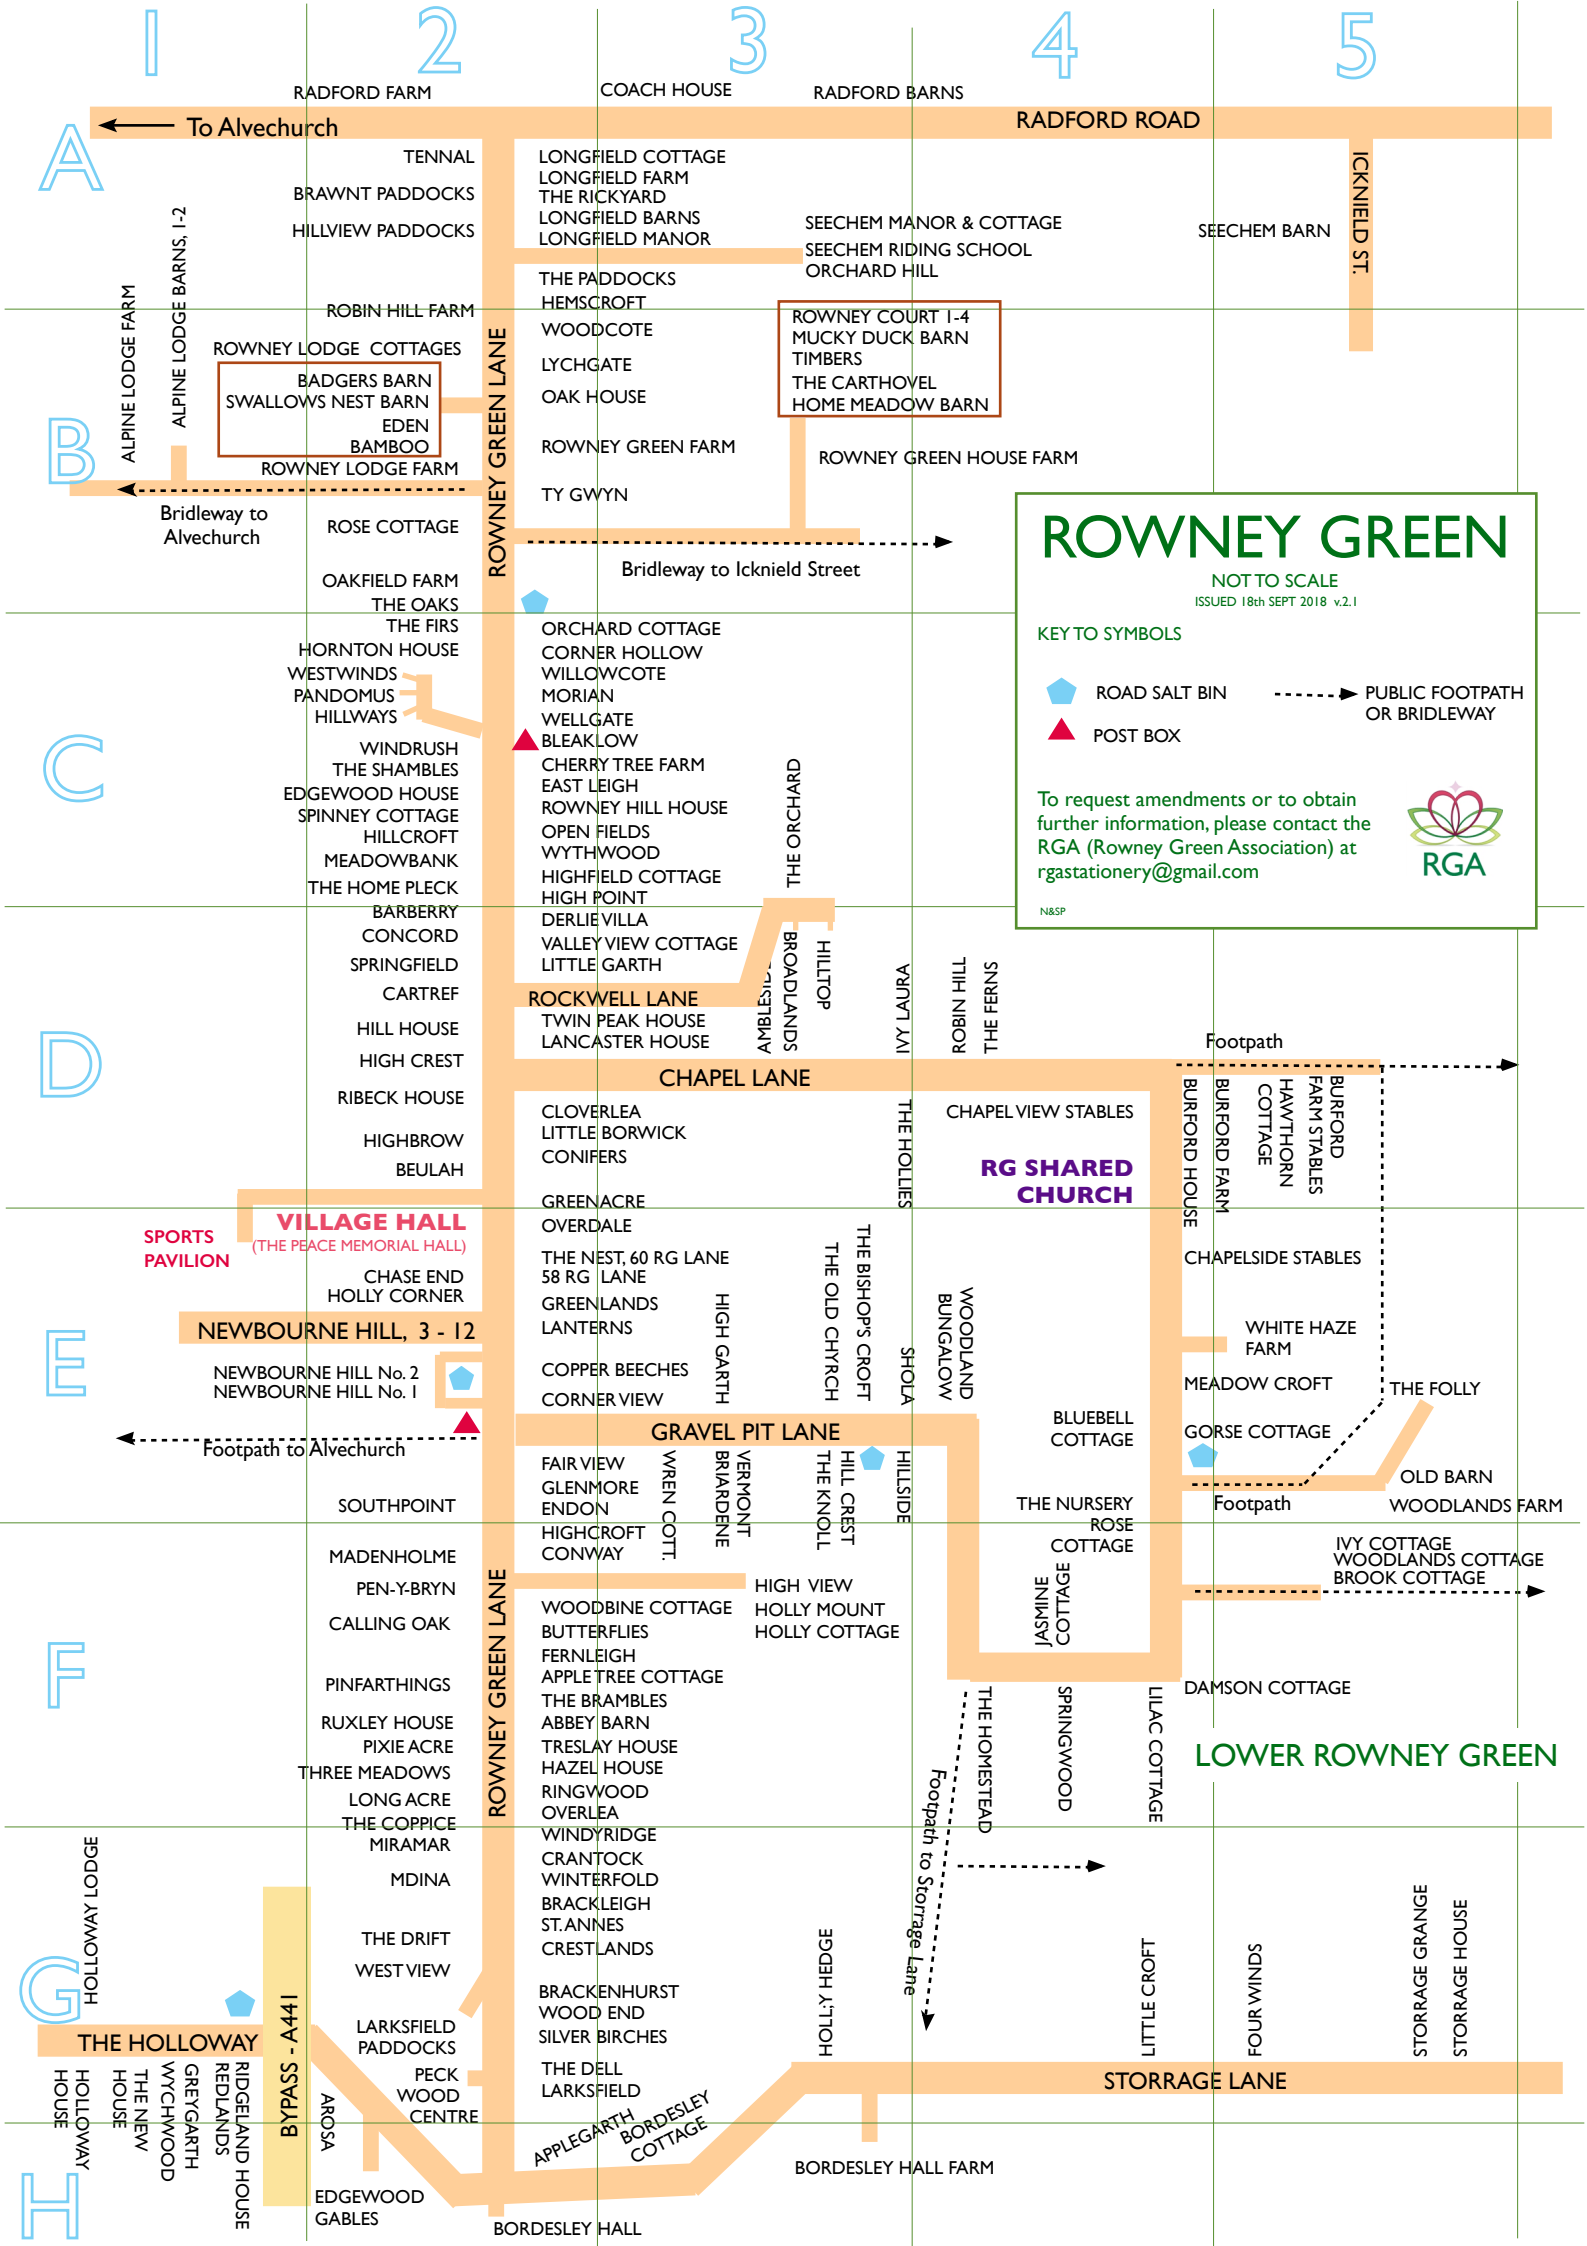 1
2
3
4
5
RADFORD FARM
COACH HOUSE
RADFORD BARNS
To Alvechurch
RADFORD ROAD
A
TENNAL
BRAWNT PADDOCKS
HILLVIEW PADDOCKS
LONGFIELD COTTAGE
LONGFIELD FARM
THE RICKYARD
LONGFIELD BARNS
LONGFIELD MANOR
SEECHEM MANOR & COTTAGE
SEECHEM RIDING SCHOOL
ORCHARD HILL
SEECHEM BARN
ICKNIELD ST.
THE PADDOCKS
HEMSCROFT
ALPINE LODGE FARM
ALPINE LODGE BARNS, 1-2
ROBIN HILL FARM
ROWNEY LODGE COTTAGES
BADGERS BARN
SWALLOWS NEST BARN
EDEN
BAMBOO
ROWNEY LODGE FARM
B
Bridleway to
Alvechurch
ROSE COTTAGE
OAKFIELD FARM
THE OAKS
ROWNEY GREEN LANE
WOODCOTE
LYCHGATE
OAK HOUSE
ROWNEY GREEN FARM
TY GWYN
ROWNEY COURT 1-4
MUCKY DUCK BARN
TIMBERS
THE CARTHOVEL
HOME MEADOW BARN
ROWNEY GREEN HOUSE FARM
Bridleway to Icknield Street
ROWNEY GREEN
NOT TO SCALE
ISSUED 18th SEPT 2018 v.2.1
KEY TO SYMBOLS
ROAD SALT BIN
PUBLIC FOOTPATH
OR BRIDLEWAY
POST BOX
To request amendments or to obtain
further information, please contact the
RGA (Rowney Green Association) at
rgastationery@gmail.com
RGA
N&SP
C
THE FIRS
HORNTON HOUSE
WESTWINDS
PANDOMUS
HILLWAYS
WINDRUSH
THE SHAMBLES
EDGEWOOD HOUSE
SPINNEY COTTAGE
HILLCROFT
MEADOWBANK
THE HOME PLECK
BARBERRY
CONCORD
SPRINGFIELD
CARTREF
HILL HOUSE
HIGH CREST
RIBECK HOUSE
HIGHBROW
BEULAH
ORCHARD COTTAGE
CORNER HOLLOW
WILLOWCOTE
MORIAN
WELLGATE
BLEAKLOW
CHERRY TREE FARM
EAST LEIGH
ROWNEY HILL HOUSE
OPEN FIELDS
WYTHWOOD
HIGHFIELD COTTAGE
HIGH POINT
DERLIE VILLA
VALLEY VIEW COTTAGE
LITTLE GARTH
THE ORCHARD
ROCKWELL LANE
AMBLESIDE
BROADLANDS
HILLTOP
IVY LAURA
ROBIN HILL
THE FERNS
TWIN PEAK HOUSE
LANCASTER HOUSE
D
CHAPEL LANE
Footpath
CLOVERLEA
LITTLE BORWICK
CONIFERS
GREENACRE
THE HOLLIES
CHAPEL VIEW STABLES
RG SHARED
CHURCH
BURFORD HOUSE
BURFORD FARM
HAWTHORN
COTTAGE
BURFORD
FARM STABLES
VILLAGE HALL
(THE PEACE MEMORIAL HALL)
SPORTS
PAVILION
CHASE END
HOLLY CORNER
E
NEWBOURNE HILL, 3 - 12
NEWBOURNE HILL No. 2
NEWBOURNE HILL No. 1
Footpath to Alvechurch
SOUTHPOINT
OVERDALE
THE NEST, 60 RG LANE
58 RG LANE
GREENLANDS
LANTERNS
COPPER BEECHES
CORNER VIEW
HIGH GARTH
THE OLD CHYRCH
THE BISHOP'S CROFT
SHOLA
WOODLAND
BUNGALOW
CHAPELSIDE STABLES
WHITE HAZE
FARM
MEADOW CROFT
GORSE COTTAGE
BLUEBELL
COTTAGE
THE FOLLY
OLD BARN
WOODLANDS FARM
Footpath
GRAVEL PIT LANE
FAIR VIEW
GLENMORE
ENDON
HIGHCROFT
CONWAY
WREN COTT.
VERMONT
BRIARDENE
HILL CREST
THE KNOLL
HILLSIDE
THE NURSERY
ROSE
COTTAGE
IVY COTTAGE
WOODLANDS COTTAGE
BROOK COTTAGE
F
MADENHOLME
PEN-Y-BRYN
CALLING OAK
PINFARTHINGS
RUXLEY HOUSE
PIXIE ACRE
THREE MEADOWS
LONG ACRE
THE COPPICE
MIRAMAR
MDINA
THE DRIFT
WEST VIEW
ROWNEY GREEN LANE
HIGH VIEW
HOLLY MOUNT
HOLLY COTTAGE
WOODBINE COTTAGE
BUTTERFLIES
FERNLEIGH
APPLE TREE COTTAGE
THE BRAMBLES
ABBEY BARN
TRESLAY HOUSE
HAZEL HOUSE
RINGWOOD
OVERLEA
WINDYRIDGE
CRANTOCK
WINTERFOLD
BRACKLEIGH
ST. ANNES
CRESTLANDS
BRACKENHURST
WOOD END
SILVER BIRCHES
THE DELL
LARKSFIELD
JASMINE
COTTAGE
DAMSON COTTAGE
THE HOMESTEAD
SPRINGWOOD
LILAC COTTAGE
LOWER ROWNEY GREEN
Footpath to Storrage Lane
G
HOLLOWAY LODGE
THE HOLLOWAY
BYPASS - A441
LARKSFIELD
PADDOCKS
PECK
WOOD
CENTRE
HOLLY HEDGE
LITTLE CROFT
FOUR WINDS
STORRAGE GRANGE
STORRAGE HOUSE
STORRAGE LANE
HOLLOWAY
HOUSE
THE NEW
HOUSE
WYCHWOOD
GREYGARTH
REDLANDS
RIDGELAND HOUSE
AROSA
APPLEGARTH
BORDESLEY
COTTAGE
BORDESLEY HALL FARM
H
EDGEWOOD
GABLES
BORDESLEY HALL